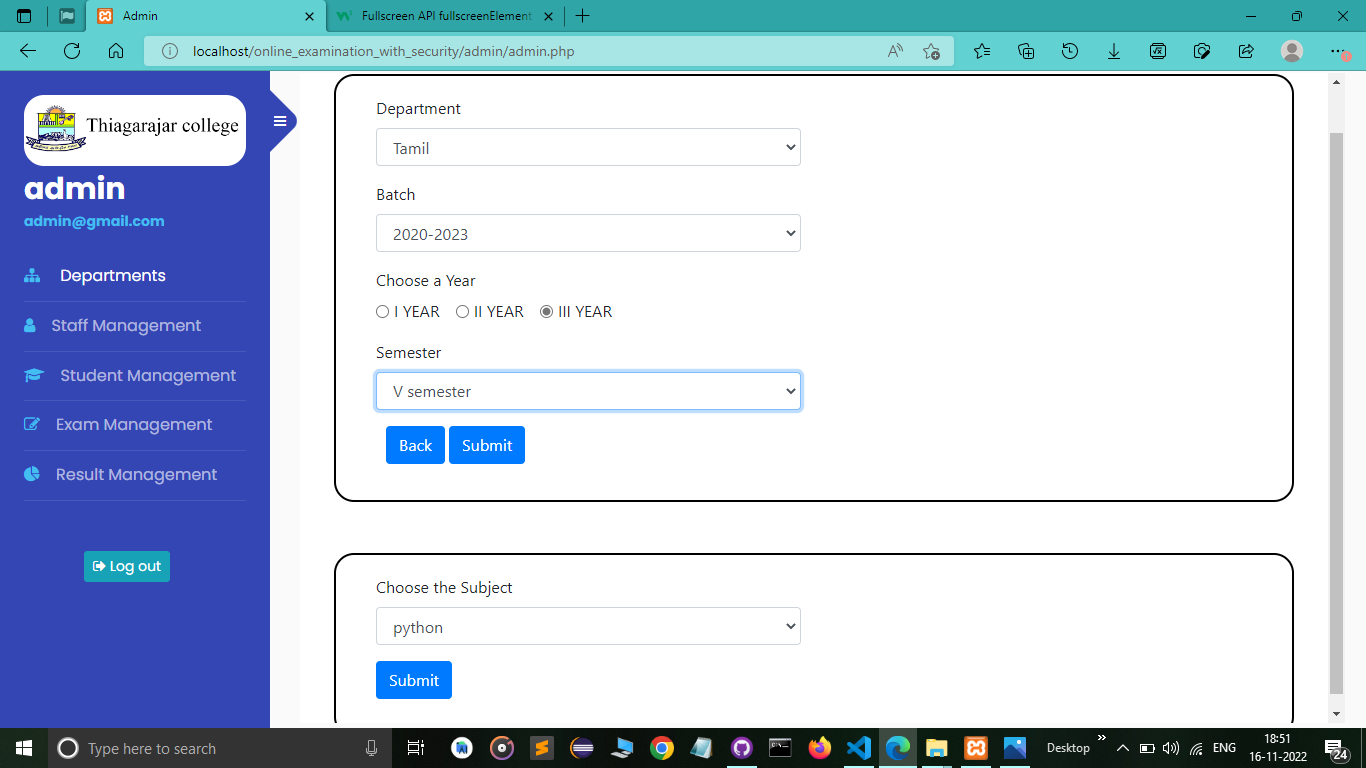 Admin
Fullscreen API fullscreenElement
localhost/online_examination_with_security/admin/admin.php
Thiagarajar college
admin
admin@gmail.com
Departments
Staff Management
Student Management
Exam Management
Result Management
Log out
Department
Tamil
Batch
2020-2023
Choose a Year
I YEAR II YEAR III YEAR
Semester
V semester
Back Submit
Choose the Subject
python
Submit
Type here to search
Desktop
ENG
18:51
16-11-2022
24